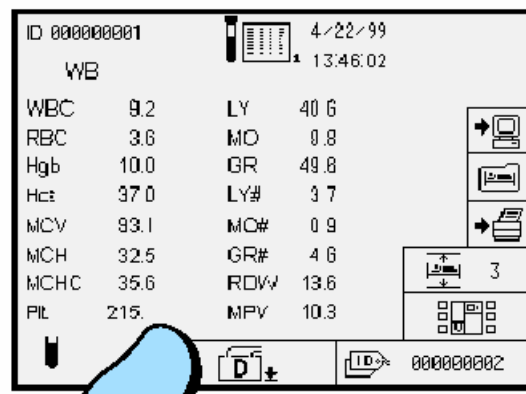 ID 000000001
4/22/99
1 13:46:02
WB
WBC 9.2 LY 40.6
RBC 3.6 MO 9.8
Hgb 10.0 GR 49.6
Hct 37.0 LY# 3.7
MCV 93.1 MO# 0.9
MCH 32.5 GR# 4.6
MCHC 35.6 RDW 13.6
3
Plt 215. MPV 10.3
D
ID
000000002